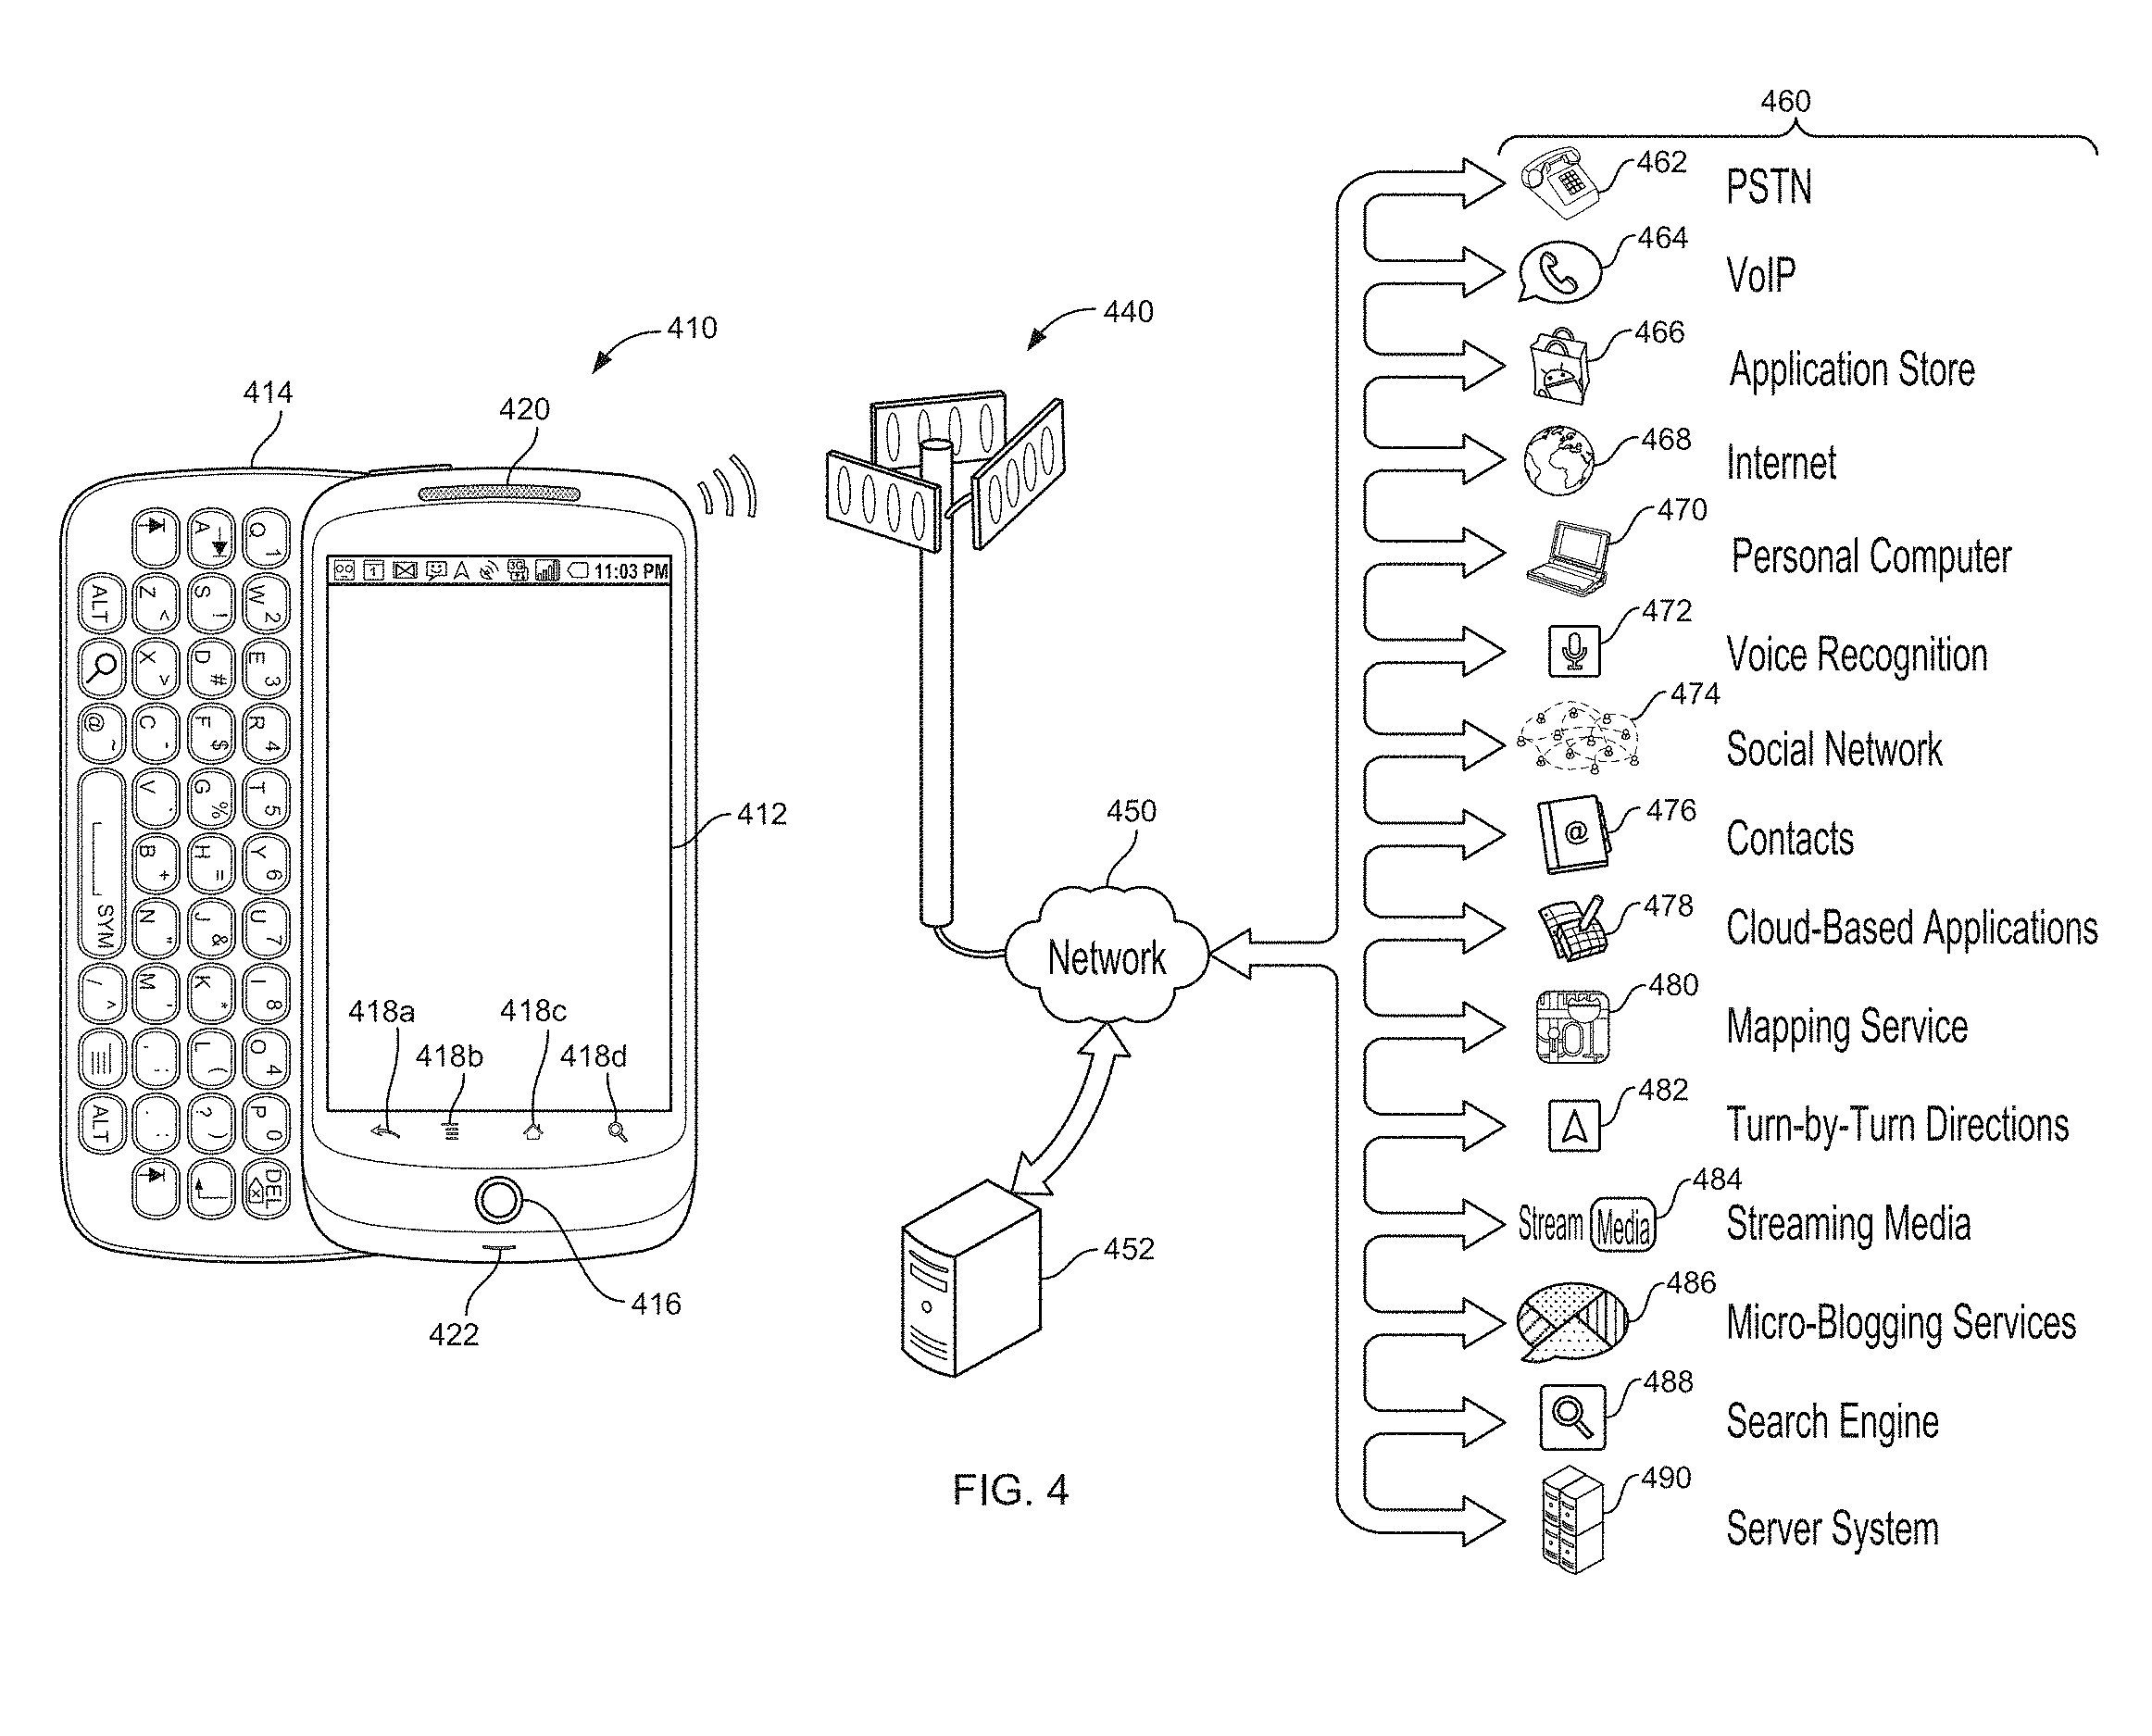 460
462 PSTN
464 VoIP
466 Application Store
468 Internet
470 Personal Computer
472 Voice Recognition
474 Social Network
@ 476 Contacts
478 Cloud-Based Applications
480 Mapping Service
482 Turn-by-Turn Directions
Stream Media 484 Streaming Media
486 Micro-Blogging Services
488 Search Engine
490 Server System
410
440
414
420
1 3G 11:03 PM
412
450
Network
418a
418c
418b
418d
452
416
422
Q 1
W 2
E 3
R 4
T 5
Y 6
U 7
I 8
O 4
P 0
DEL
A
S !
D #
F $
G %
H =
J &
K *
L (
? )
Z <
X >
C -
V `
B +
N "
M '
, ;
. :
ALT
@ ~
SYM
/ ^
ALT
FIG. 4